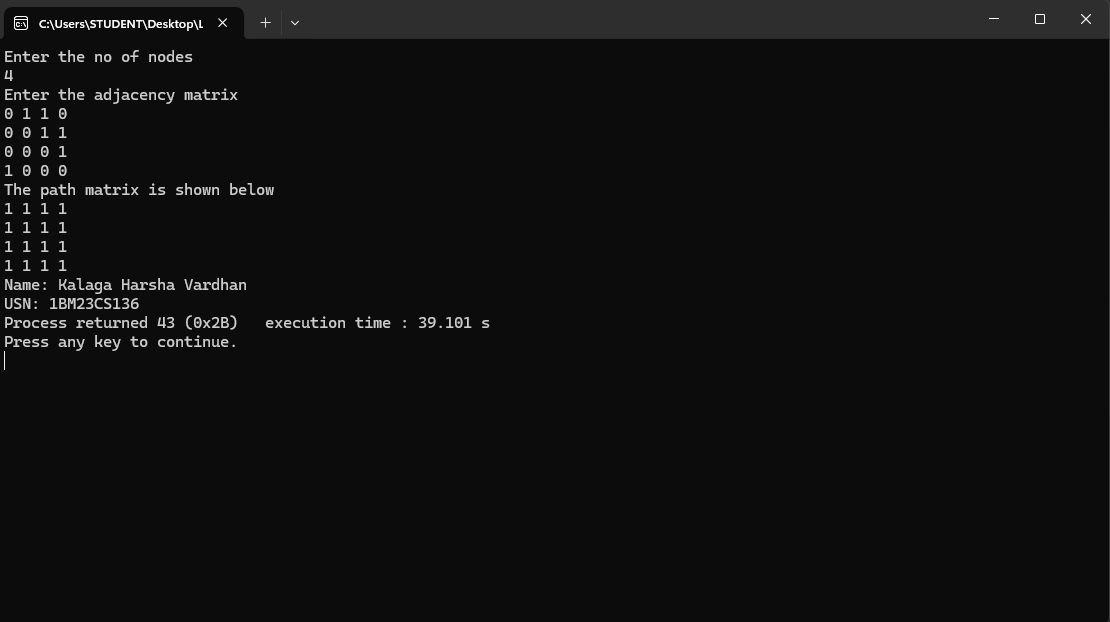 C:\Users\STUDENT\Desktop\L
Enter the no of nodes
4
Enter the adjacency matrix
0 1 1 0
0 0 1 1
0 0 0 1
1 0 0 0
The path matrix is shown below
1 1 1 1
1 1 1 1
1 1 1 1
1 1 1 1
Name: Kalaga Harsha Vardhan
USN: 1BM23CS136
Process returned 43 (0x2B)   execution time : 39.101 s
Press any key to continue.